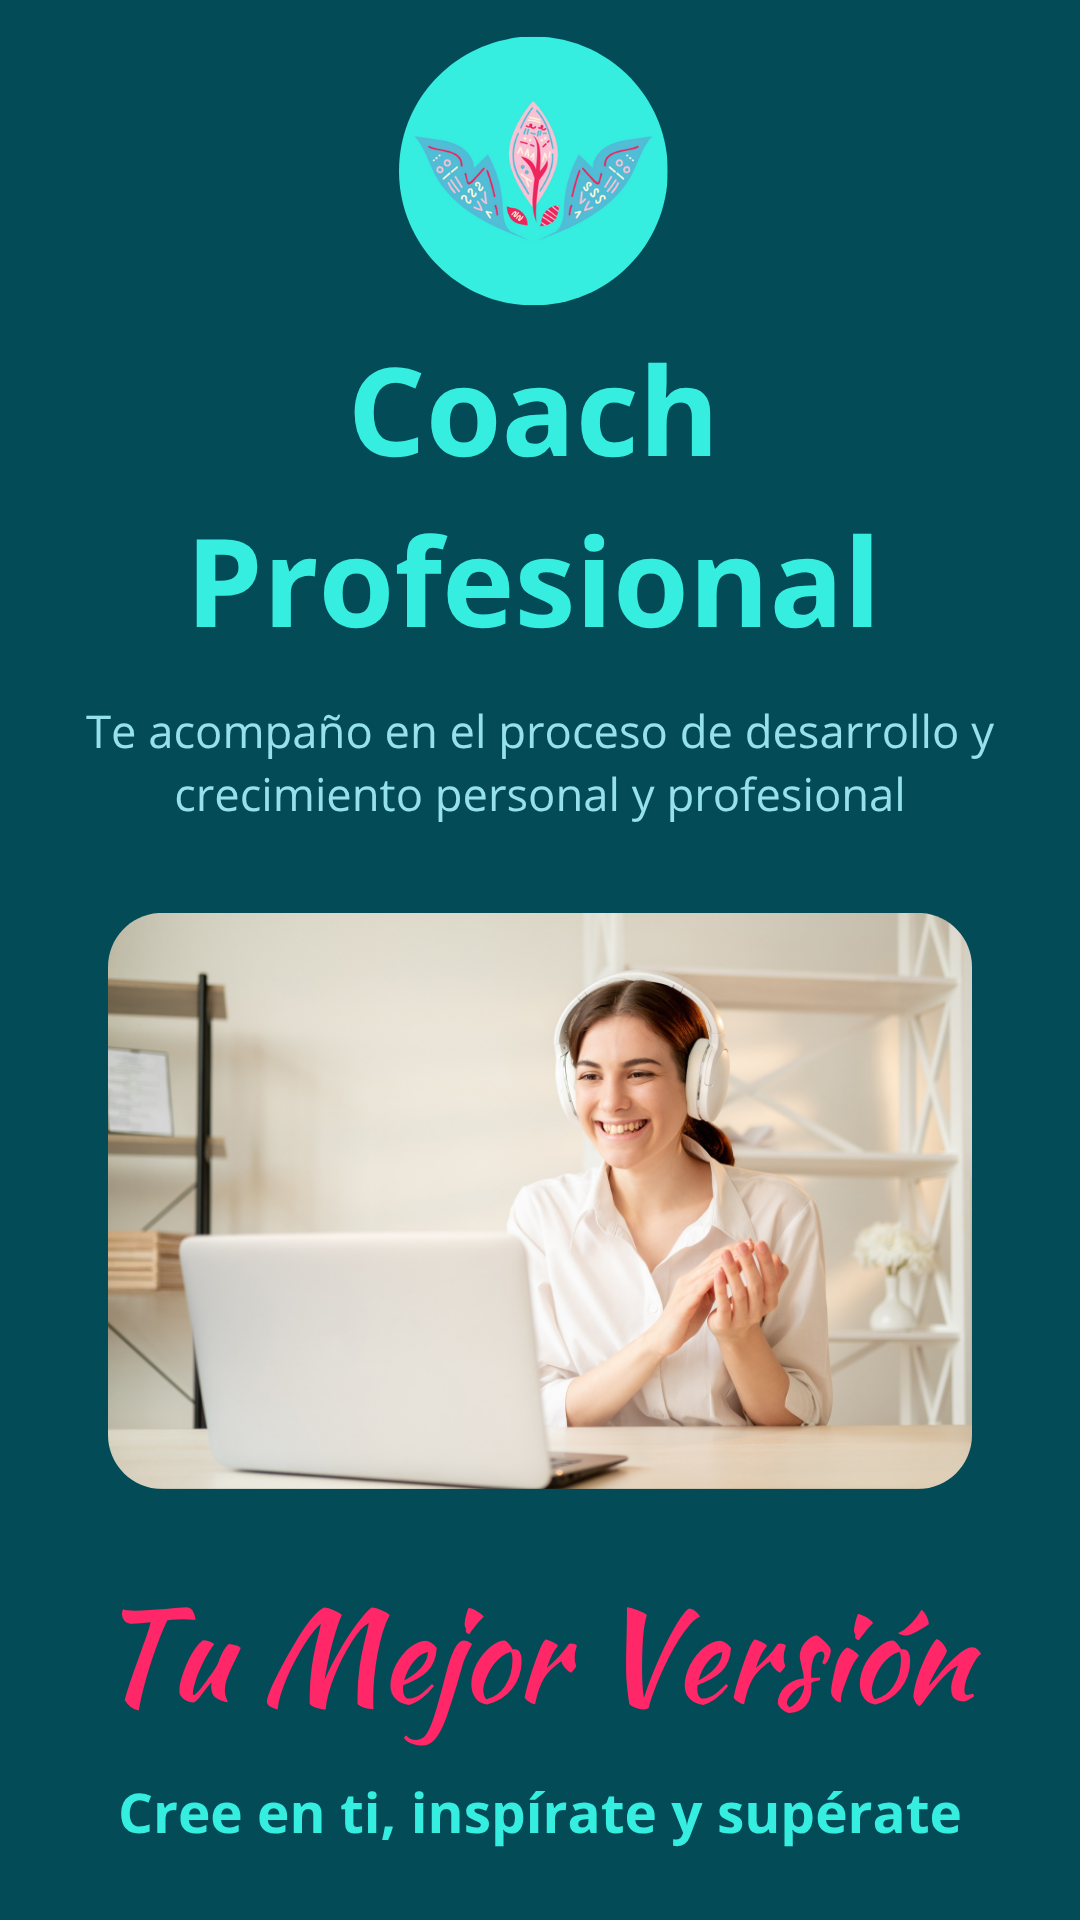 Coach
Profesional
Te acompaño en el proceso de desarrollo y
crecimiento personal y profesional
Tu Mejor Versión
Cree en ti, inspírate y supérate